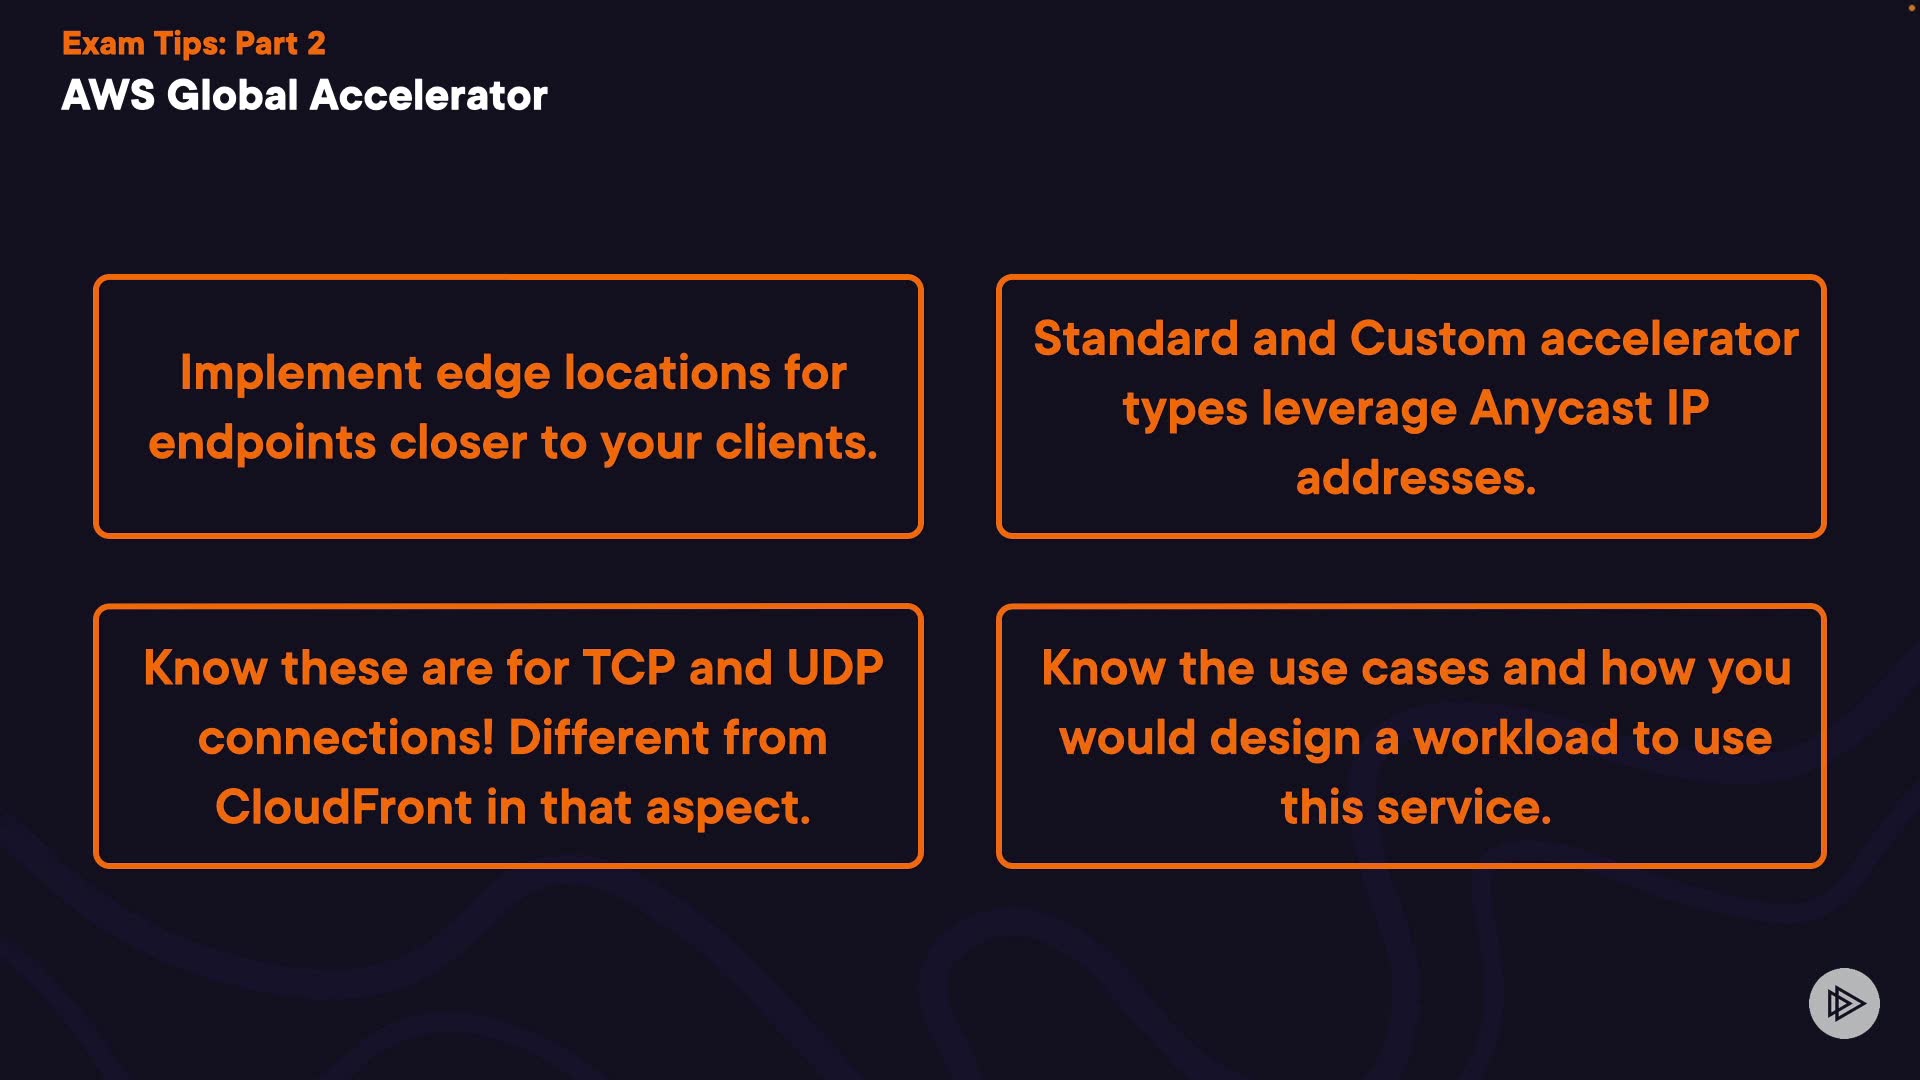 Exam Tips: Part 2
AWS Global Accelerator
Implement edge locations for
endpoints closer to your clients.
Standard and Custom accelerator
types leverage Anycast IP
addresses.
Know these are for TCP and UDP
connections! Different from
CloudFront in that aspect.
Know the use cases and how you
would design a workload to use
this service.